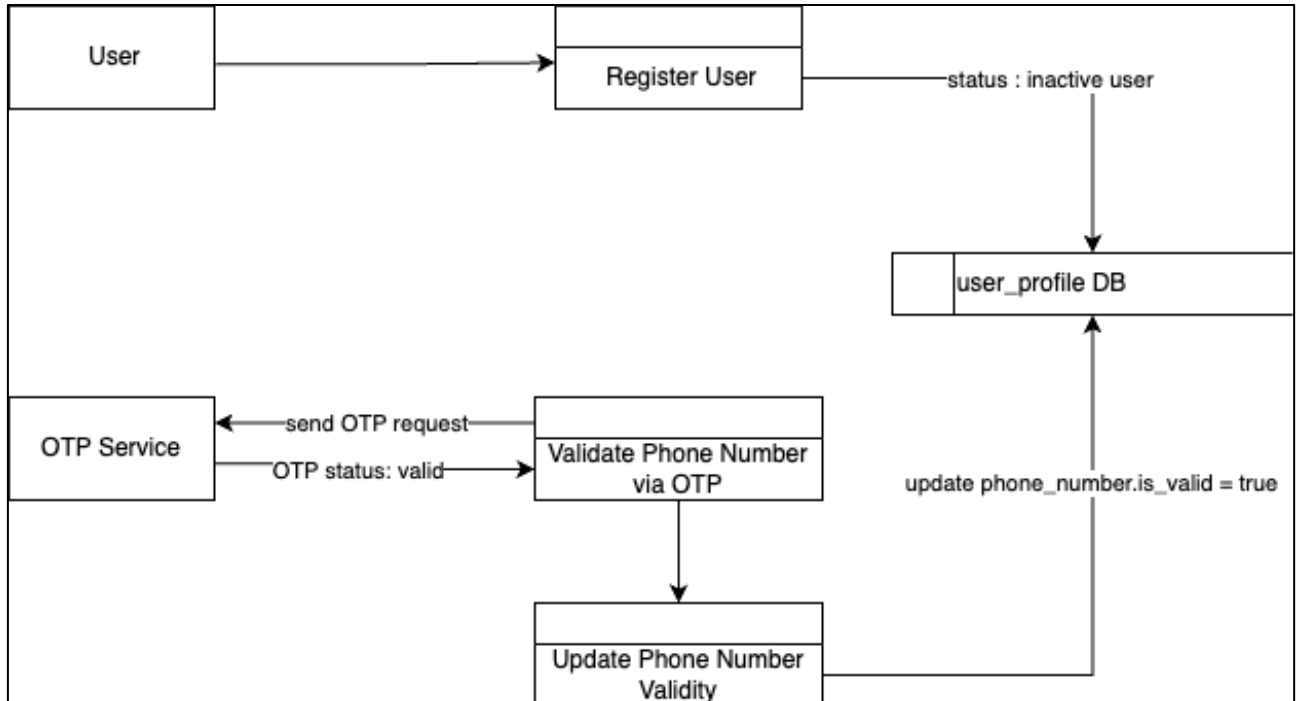 User
Register User
status : inactive user
user_profile DB
OTP Service
send OTP request
OTP status: valid
Validate Phone Number
via OTP
update phone_number.is_valid = true
Update Phone Number
Validity